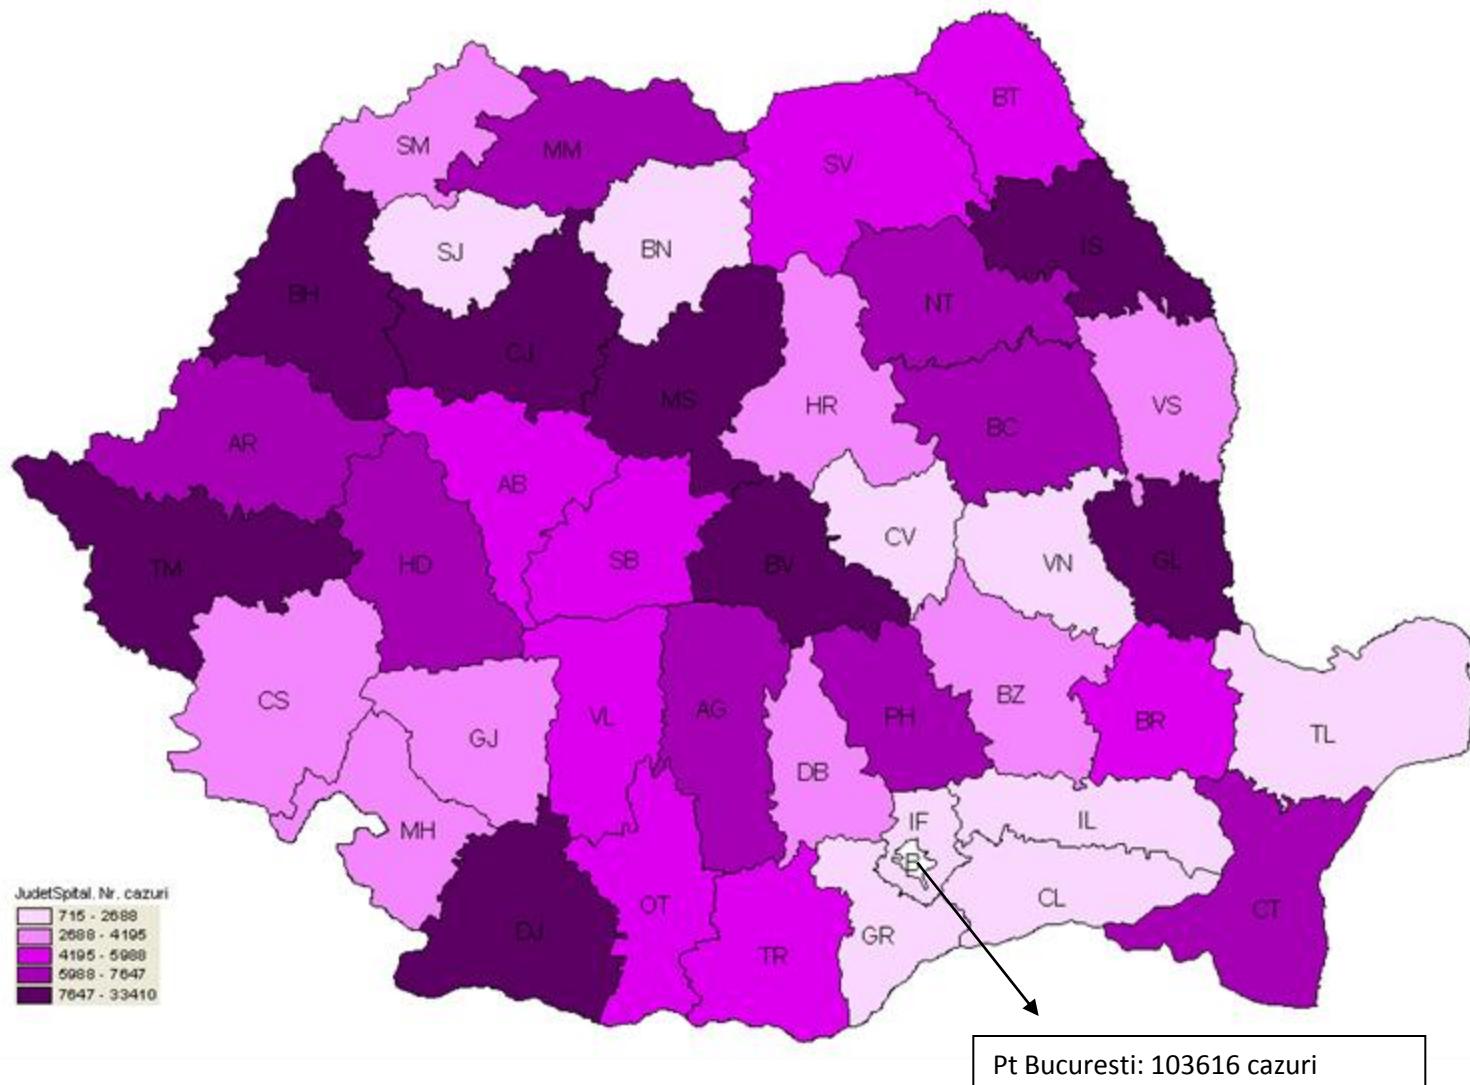 BT
SM
MM
SV
SJ
BN
IS
BH
NT
CJ
MS
HR
VS
AR
BC
AB
CV
TM
HD
SB
BV
VN
GL
CS
VL
AG
PH
BZ
BR
GJ
TL
DB
MH
IF
IL
B
OT
CL
DJ
CT
GR
TR
JudetSpital. Nr. cazuri
715 - 2688
2688 - 4195
4195 - 5988
5988 - 7647
7647 - 33410
Pt Bucuresti: 103616 cazuri